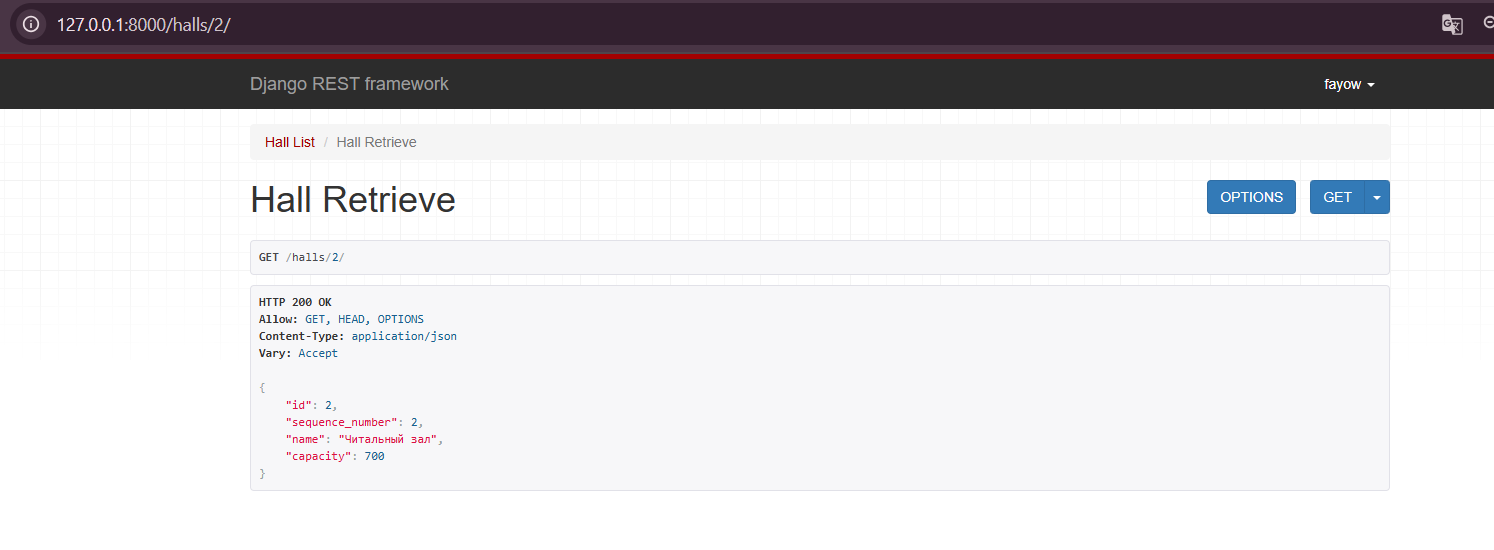 127.0.0.1:8000/halls/2/
Django REST framework
fayow
Hall List / Hall Retrieve
Hall Retrieve
OPTIONS
GET
GET /halls/2/
HTTP 200 OK
Allow: GET, HEAD, OPTIONS
Content-Type: application/json
Vary: Accept
{
"id": 2,
"sequence_number": 2,
"name": "Читальный зал",
"capacity": 700
}